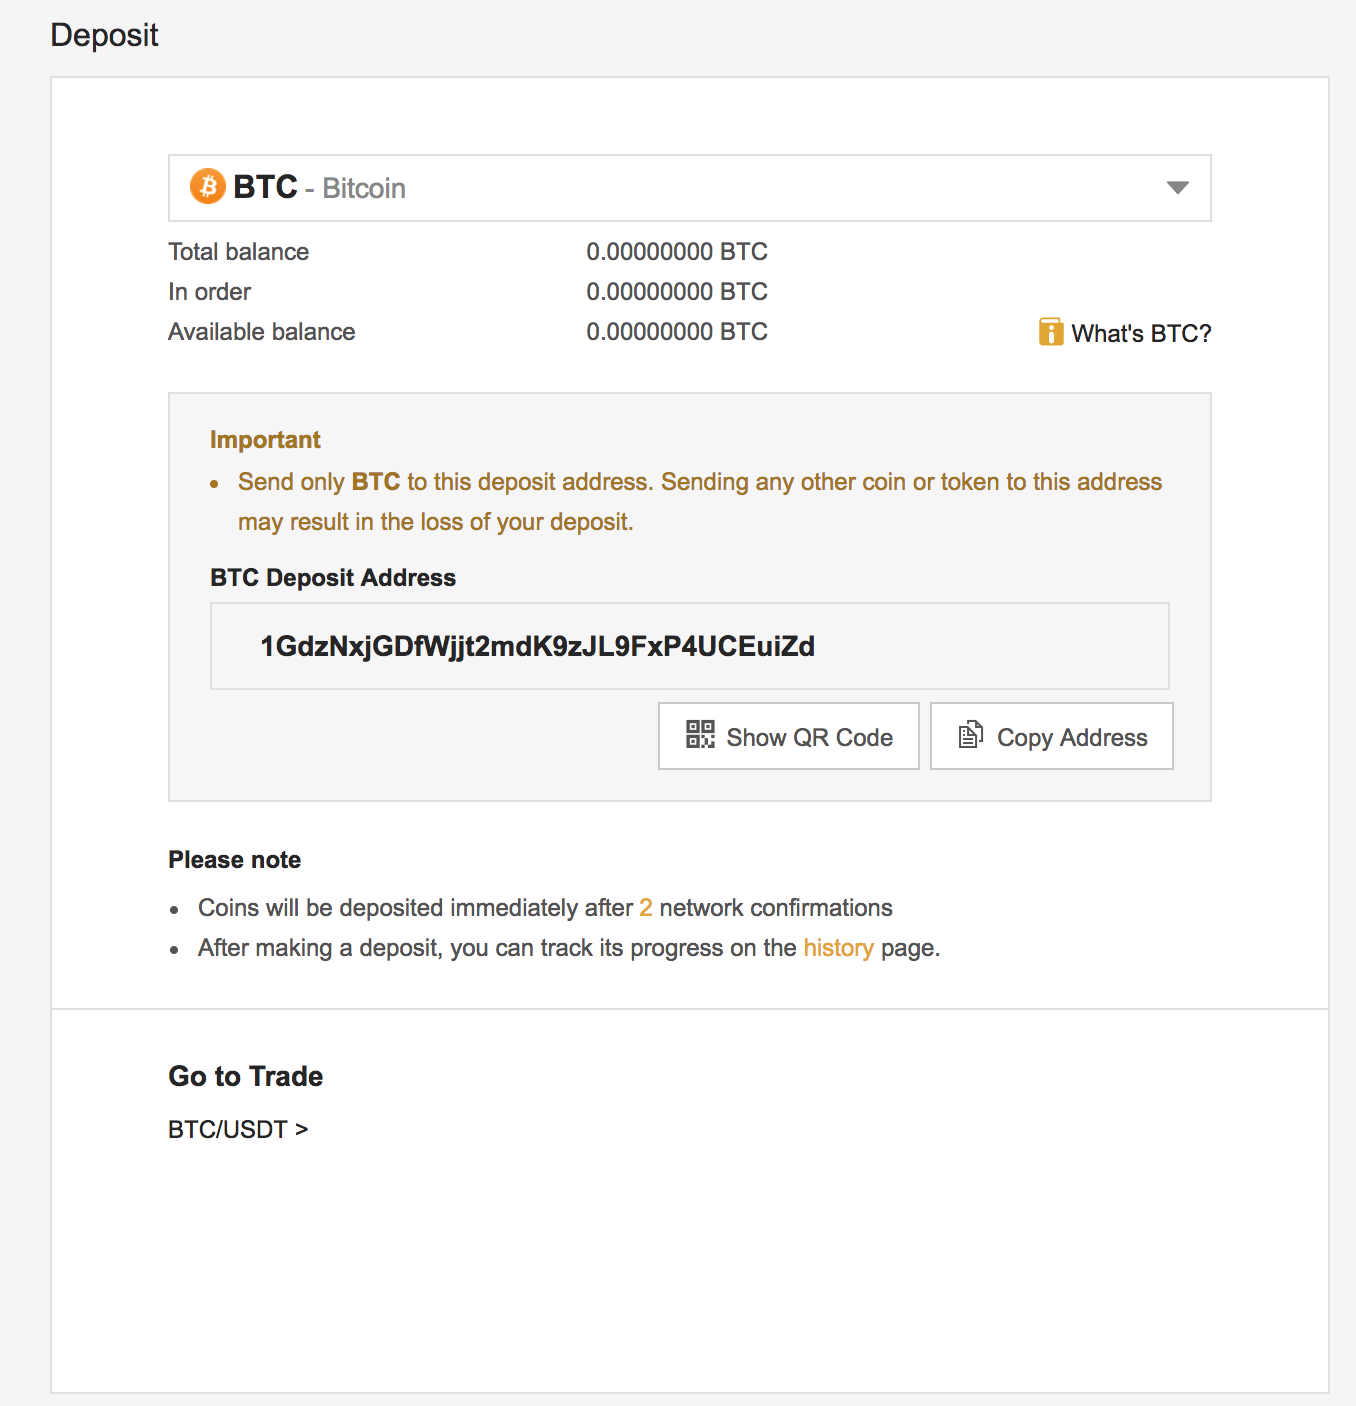 Deposit
BTC - Bitcoin
Total balance 0.00000000 BTC
In order 0.00000000 BTC
Available balance 0.00000000 BTC What's BTC?
Important
• Send only BTC to this deposit address. Sending any other coin or token to this address
may result in the loss of your deposit.
BTC Deposit Address
1GdzNxjGDfWjjt2mdK9zJL9FxP4UCEuiZd
Show QR Code Copy Address
Please note
• Coins will be deposited immediately after 2 network confirmations
• After making a deposit, you can track its progress on the history page.
Go to Trade
BTC/USDT >